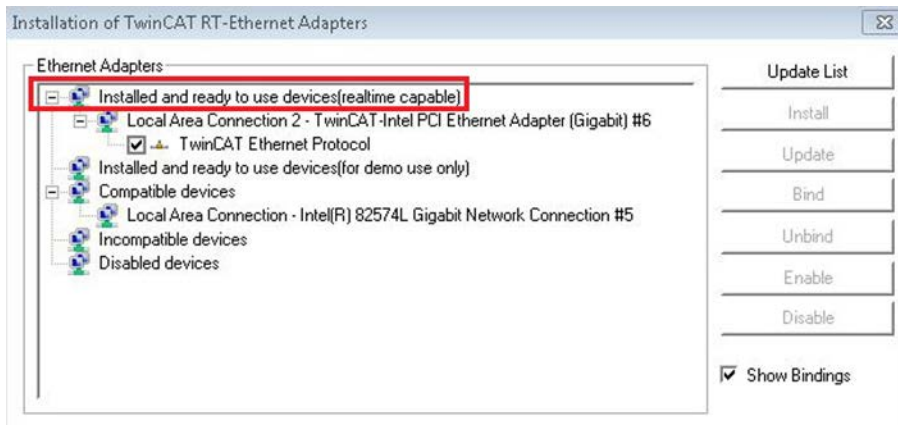 Installation of TwinCAT RT-Ethernet Adapters
Ethernet Adapters
Installed and ready to use devices(realtime capable)
Local Area Connection 2 - TwinCAT-Intel PCI Ethernet Adapter (Gigabit) #6
TwinCAT Ethernet Protocol
Installed and ready to use devices(for demo use only)
Compatible devices
Local Area Connection - Intel(R) 82574L Gigabit Network Connection #5
Incompatible devices
Disabled devices
Update List
Install
Update
Bind
Unbind
Enable
Disable
Show Bindings